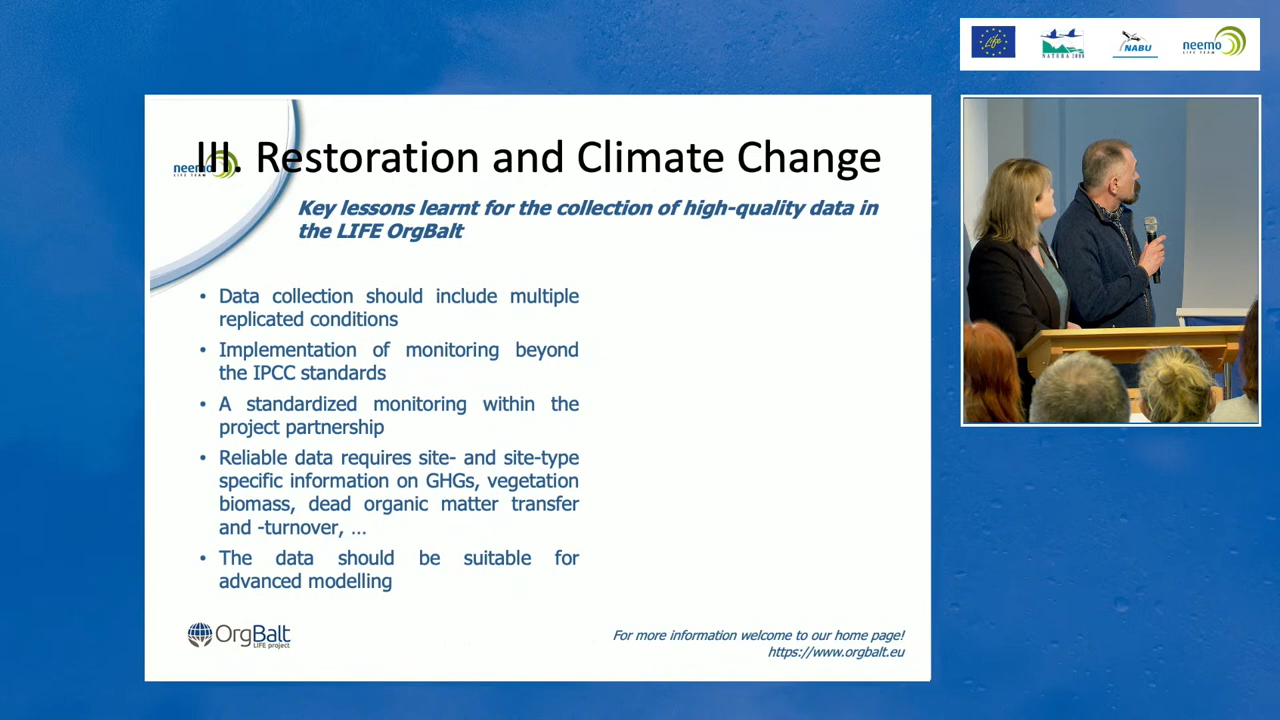 Life
NATURA 2000
NABU
neemo
LIFE TEAM
III. Restoration and Climate Change
neemo
LIFE TEAM
Key lessons learnt for the collection of high-quality data in
the LIFE OrgBalt
• Data collection should include multiple
replicated conditions
• Implementation of monitoring beyond
the IPCC standards
• A standardized monitoring within the
project partnership
• Reliable data requires site- and site-type
specific information on GHGs, vegetation
biomass, dead organic matter transfer
and -turnover, ...
• The data should be suitable for
advanced modelling
OrgBalt
LIFE project
For more information welcome to our home page!
https://www.orgbalt.eu